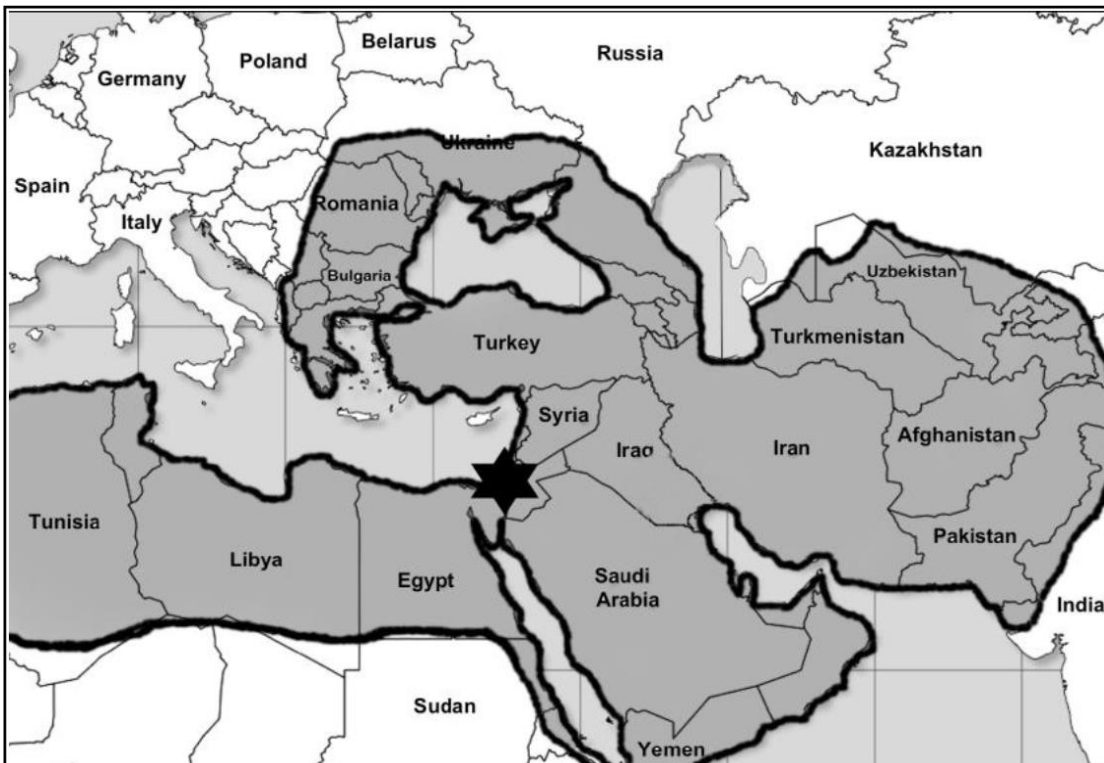 Belarus
Russia
Poland
Germany
Ukraine
Kazakhstan
Spain
Romania
Italy
Bulgaria
Uzbekistan
Turkey
Turkmenistan
Syria
Afghanistan
Iraq
Iran
Tunisia
Pakistan
Libya
Egypt
Saudi
Arabia
India
Sudan
Yemen